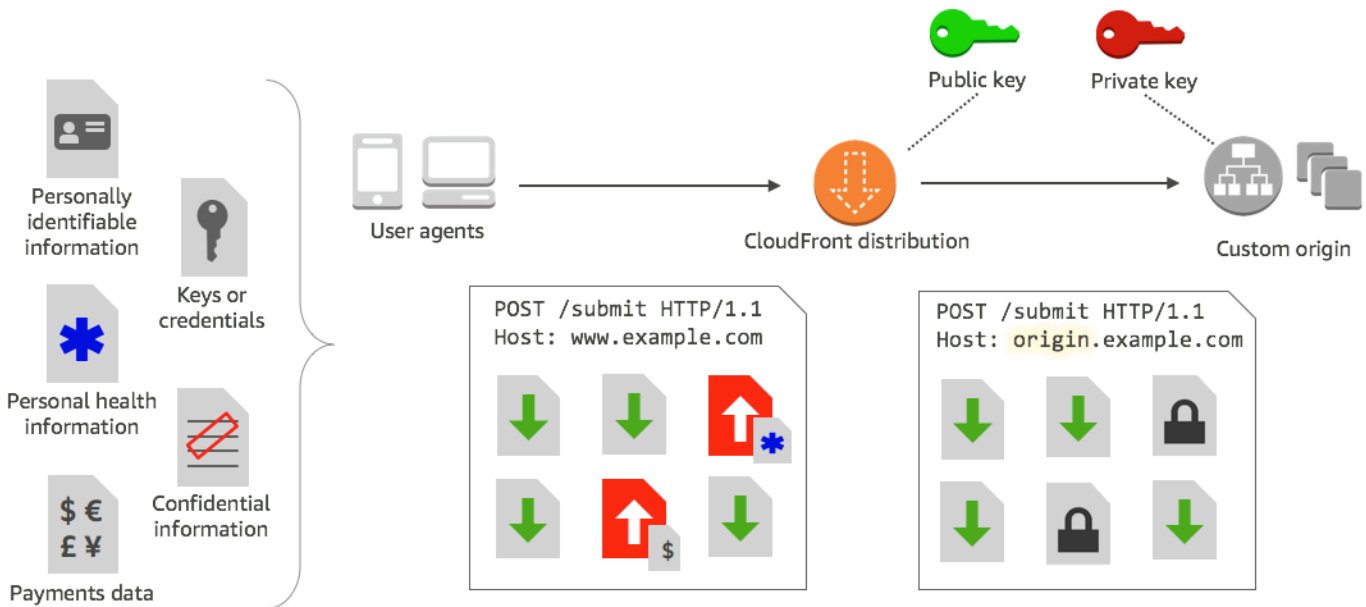 Public key
Private key
Personally
identifiable
information
Keys or
credentials
Personal health
information
Confidential
information
$ €
£ ¥
Payments data
User agents
CloudFront distribution
Custom origin
POST /submit HTTP/1.1
Host: www.example.com
$
POST /submit HTTP/1.1
Host: origin.example.com